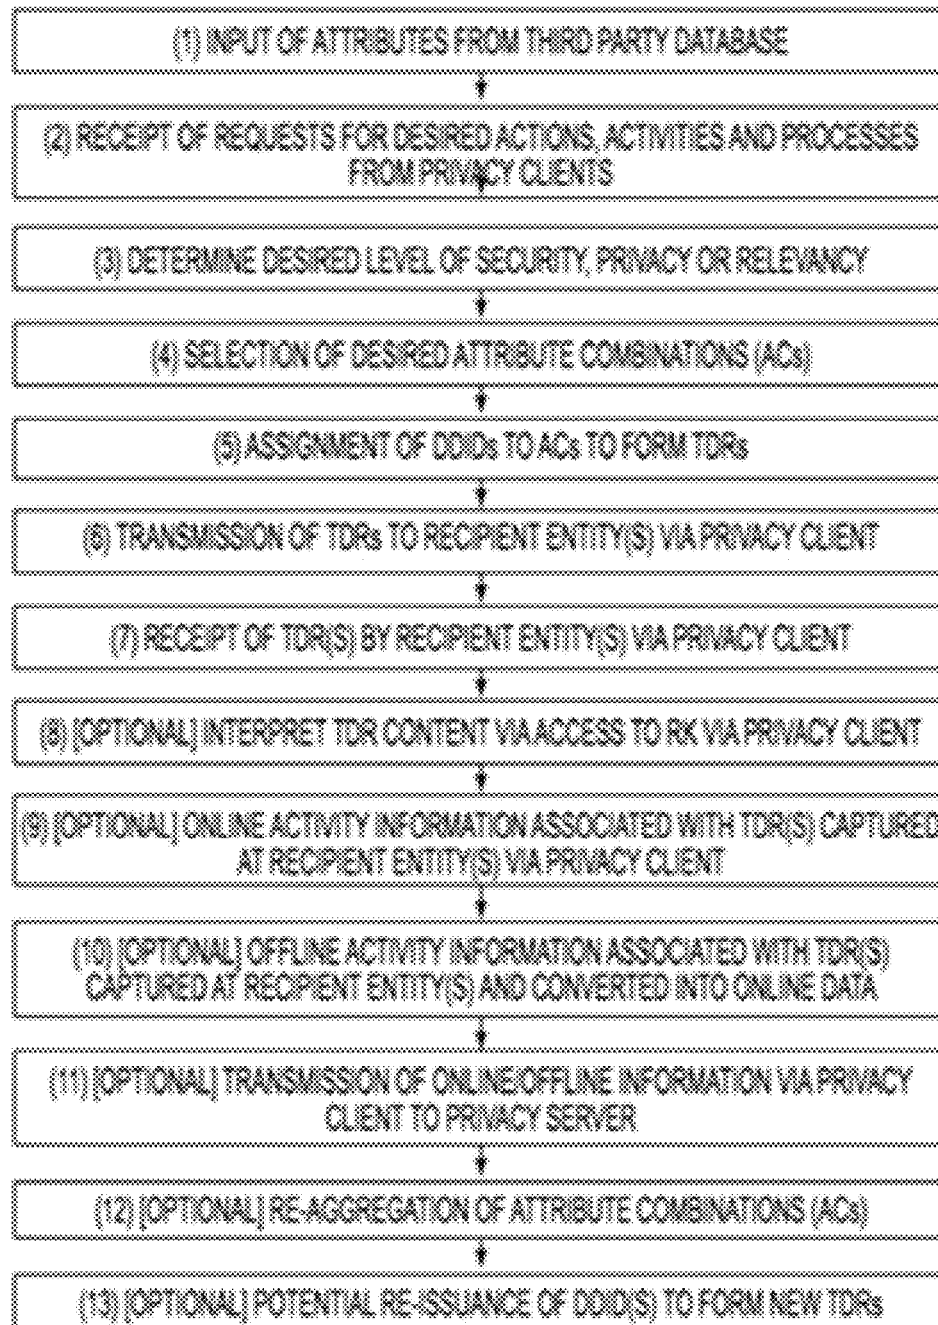 (1) INPUT OF ATTRIBUTES FROM THIRD PARTY DATABASE
(2) RECEIPT OF REQUESTS FOR DESIRED ACTIONS, ACTIVITIES AND PROCESSES
FROM PRIVACY CLIENTS
(3) DETERMINE DESIRED LEVEL OF SECURITY, PRIVACY OR RELEVANCY
(4) SELECTION OF DESIRED ATTRIBUTE COMBINATIONS (ACs)
(5) ASSIGNMENT OF DDIDs TO ACs TO FORM TDRs
(6) TRANSMISSION OF TDRs TO RECIPIENT ENTITY(S) VIA PRIVACY CLIENT
(7) RECEIPT OF TDR(S) BY RECIPIENT ENTITY(S) VIA PRIVACY CLIENT
(8) [OPTIONAL] INTERPRET TDR CONTENT VIA ACCESS TO RK VIA PRIVACY CLIENT
(9) [OPTIONAL] ONLINE ACTIVITY INFORMATION ASSOCIATED WITH TDR(S) CAPTURED
AT RECIPIENT ENTITY(S) VIA PRIVACY CLIENT
(10) [OPTIONAL] OFFLINE ACTIVITY INFORMATION ASSOCIATED WITH TDR(S)
CAPTURED AT RECIPIENT ENTITY(S) AND CONVERTED INTO ONLINE DATA
(11) [OPTIONAL] TRANSMISSION OF ONLINE/OFFLINE INFORMATION VIA PRIVACY
CLIENT TO PRIVACY SERVER
(12) [OPTIONAL] RE-AGGREGATION OF ATTRIBUTE COMBINATIONS (ACs)
(13) [OPTIONAL] POTENTIAL RE-ISSUANCE OF DDID(S) TO FORM NEW TDRs